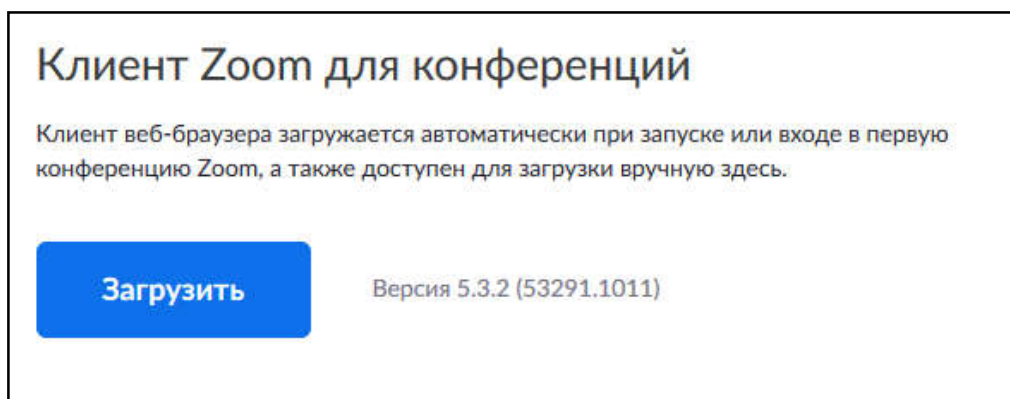 Клиент Zoom для конференций
Клиент веб-браузера загружается автоматически при запуске или входе в первую
конференцию Zoom, а также доступен для загрузки вручную здесь.
Загрузить
Версия 5.3.2 (53291.1011)